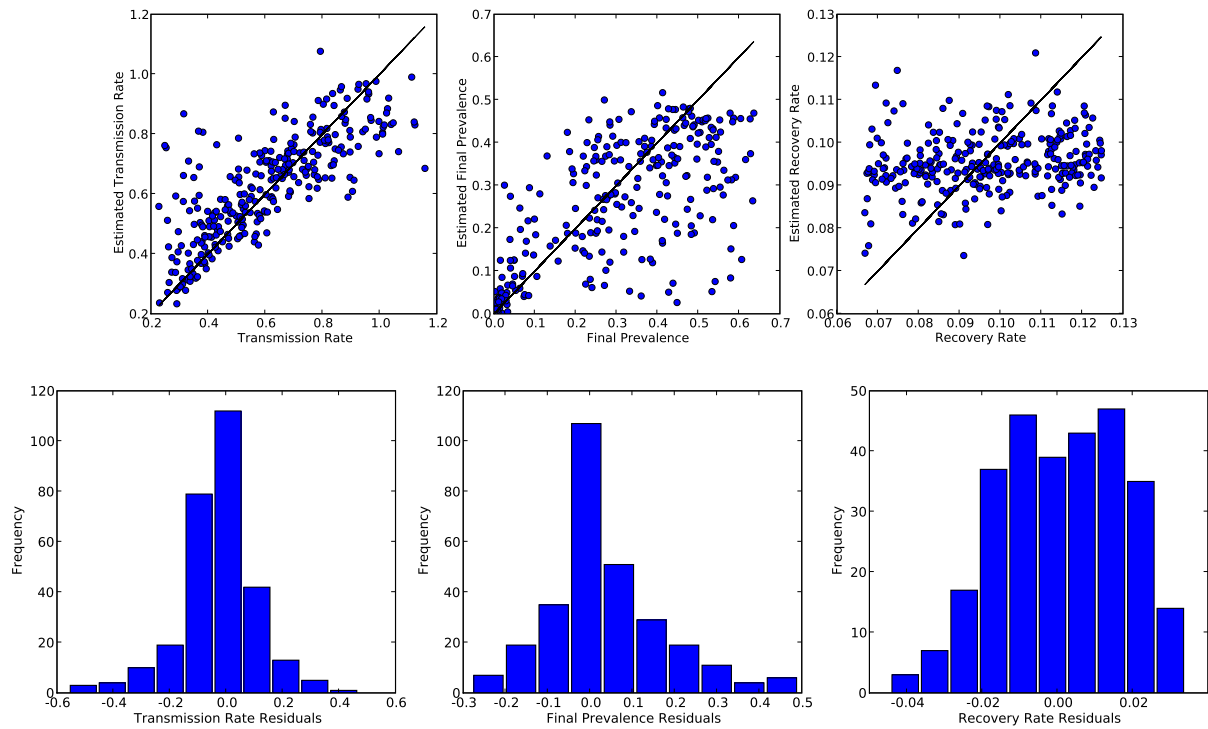 1.2
1.0
0.8
0.6
0.4
0.2
Estimated Transmission Rate
0.2 0.4 0.6 0.8 1.0 1.2
Transmission Rate
0.7
0.6
0.5
0.4
0.3
0.2
0.1
0.0
Estimated Final Prevalence
0.0 0.1 0.2 0.3 0.4 0.5 0.6 0.7
Final Prevalence
0.13
0.12
0.11
0.10
0.09
0.08
0.07
0.06
Estimated Recovery Rate
0.06 0.07 0.08 0.09 0.10 0.11 0.12 0.13
Recovery Rate
120
100
80
60
40
20
0
Frequency
-0.6 -0.4 -0.2 0.0 0.2 0.4 0.6
Transmission Rate Residuals
120
100
80
60
40
20
0
Frequency
-0.3 -0.2 -0.1 0.0 0.1 0.2 0.3 0.4 0.5
Final Prevalence Residuals
50
40
30
20
10
0
Frequency
-0.04 -0.02 0.00 0.02
Recovery Rate Residuals